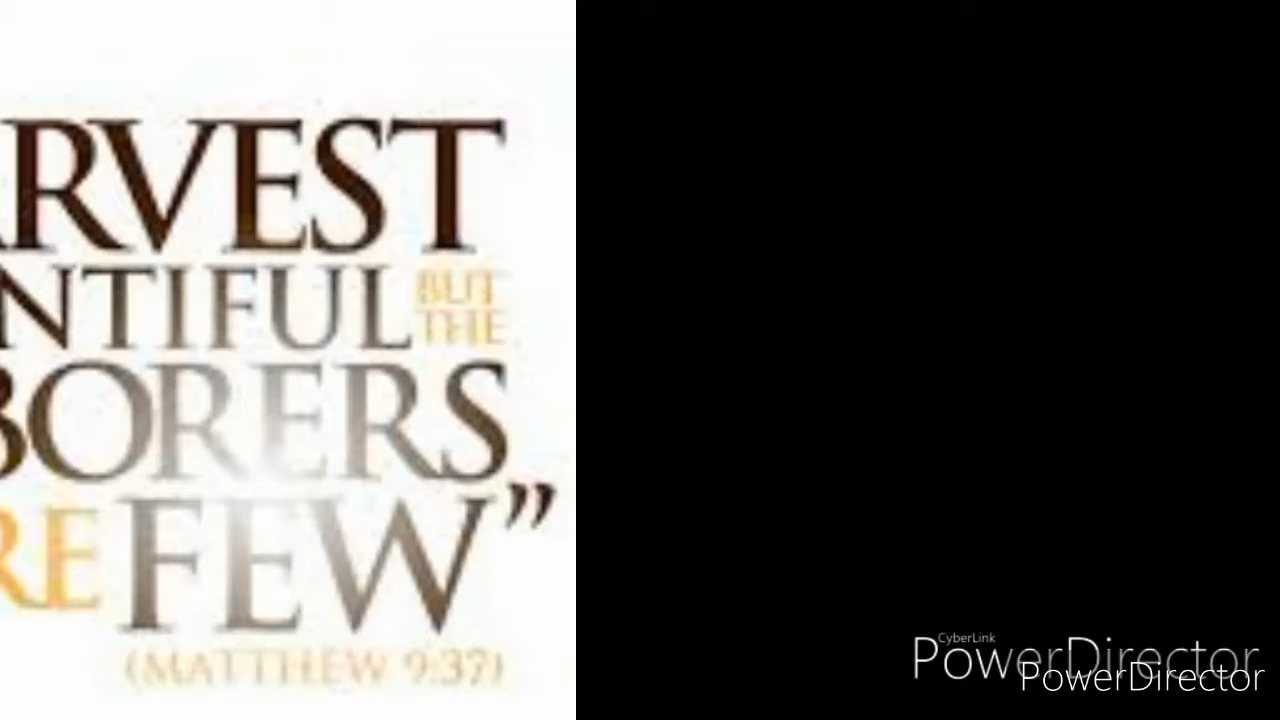 RVEST
NTIFUL BUT THE
BORERS
RE FEW”
(MATTHEW 9:37)
CyberLink
PowerDirector
PowerDirector